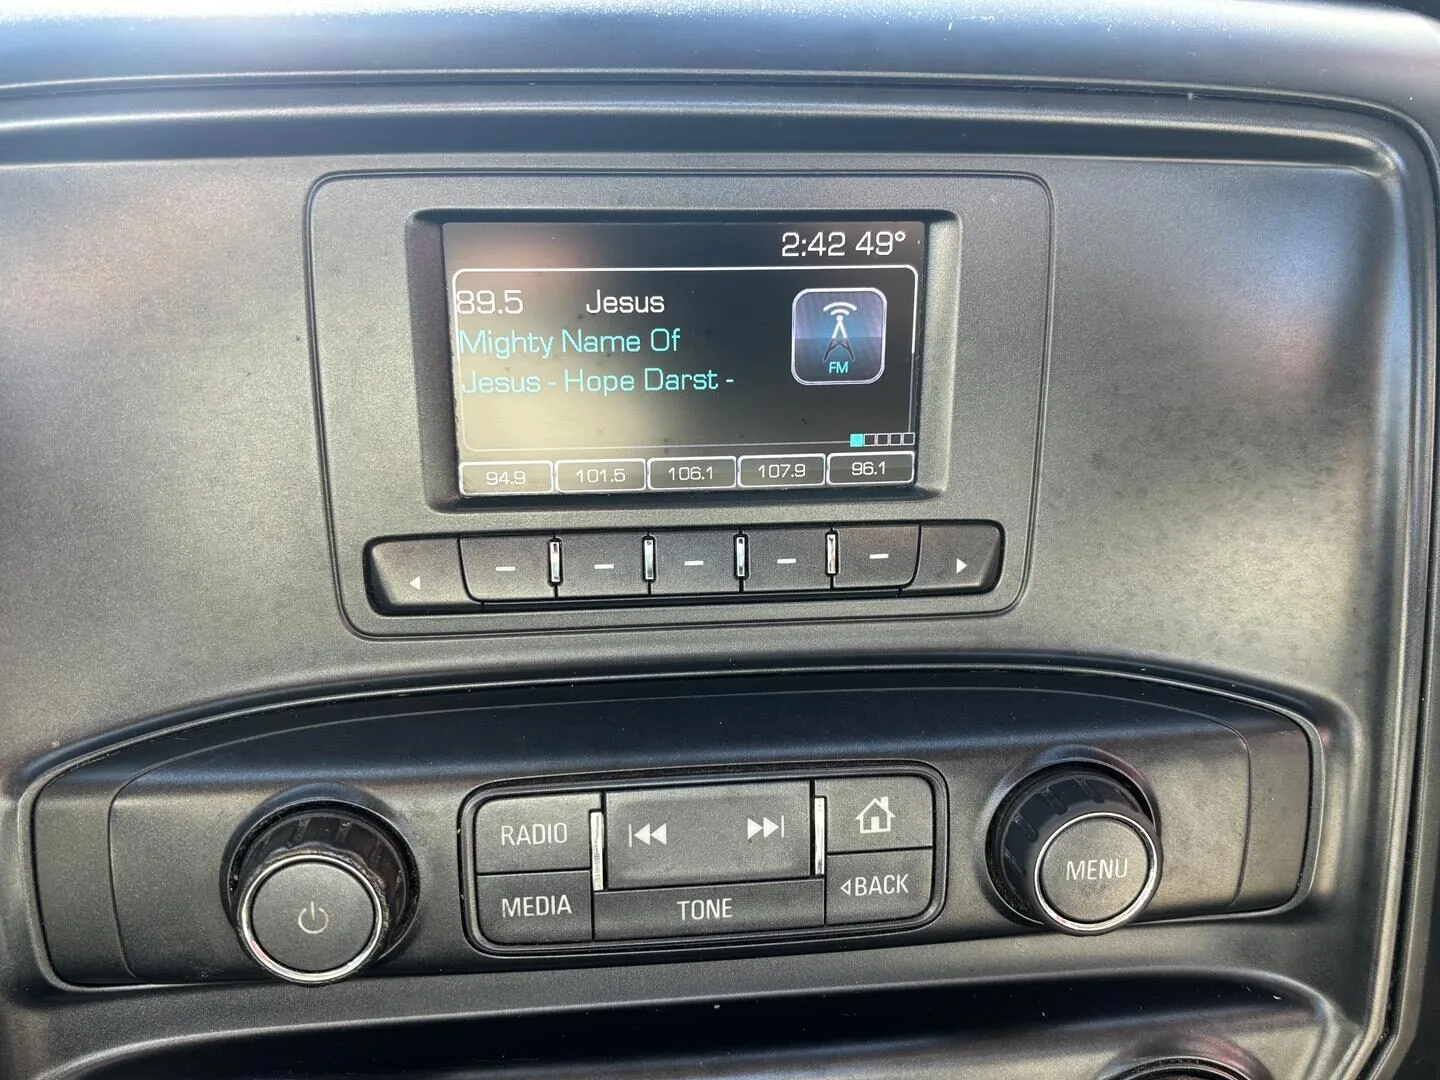 2:42 49°
89.5 Jesus
Mighty Name Of
Jesus - Hope Darst -
FM
94.9 101.5 106.1 107.9 96.1
RADIO
MEDIA
TONE
BACK
MENU